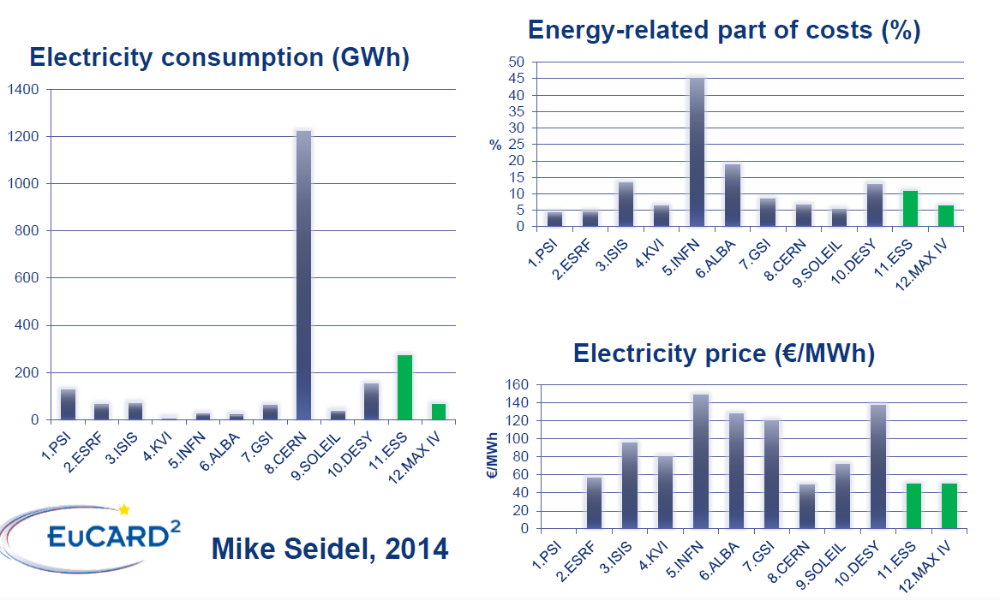 Electricity consumption (GWh)
1400
1200
1000
800
600
400
200
0
1.PSI
2.ESRF
3.ISIS
4.KVI
5.INFN
6.ALBA
7.GSI
8.CERN
9.SOLEIL
10.DESY
11.ESS
12.MAX IV
Energy-related part of costs (%)
50
45
40
35
30
%
25
20
15
10
5
0
1.PSI
2.ESRF
3.ISIS
4.KVI
5.INFN
6.ALBA
7.GSI
8.CERN
9.SOLEIL
10.DESY
11.ESS
12.MAX IV
Electricity price (€/MWh)
160
140
120
100
80
60
40
20
0
€/MWh
1.PSI
2.ESRF
3.ISIS
4.KVI
5.INFN
6.ALBA
7.GSI
8.CERN
9.SOLEIL
10.DESY
11.ESS
12.MAX IV
EuCARD²
Mike Seidel, 2014